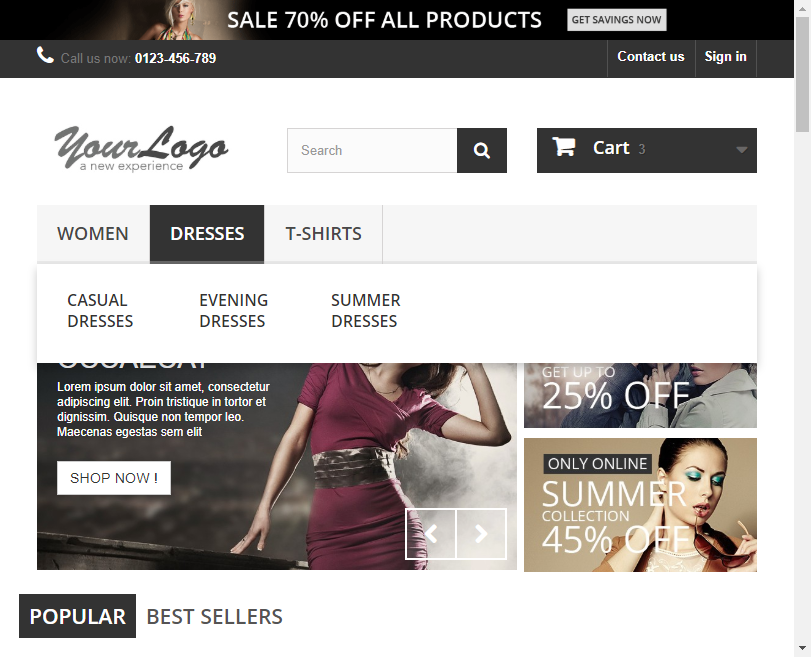 SALE 70% OFF ALL PRODUCTS GET SAVINGS NOW
Call us now: 0123-456-789 Contact us Sign in
YourLogo
a new experience
Search
Cart 3
WOMEN DRESSES T-SHIRTS
CASUAL DRESSES
EVENING DRESSES
SUMMER DRESSES
Lorem ipsum dolor sit amet, consectetur
adipiscing elit. Proin tristique in tortor et
dignissim. Quisque non tempor leo.
Maecenas egestas sem elit
SHOP NOW !
GET UP TO
25% OFF
ONLY ONLINE
SUMMER
COLLECTION
45% OFF
POPULAR BEST SELLERS